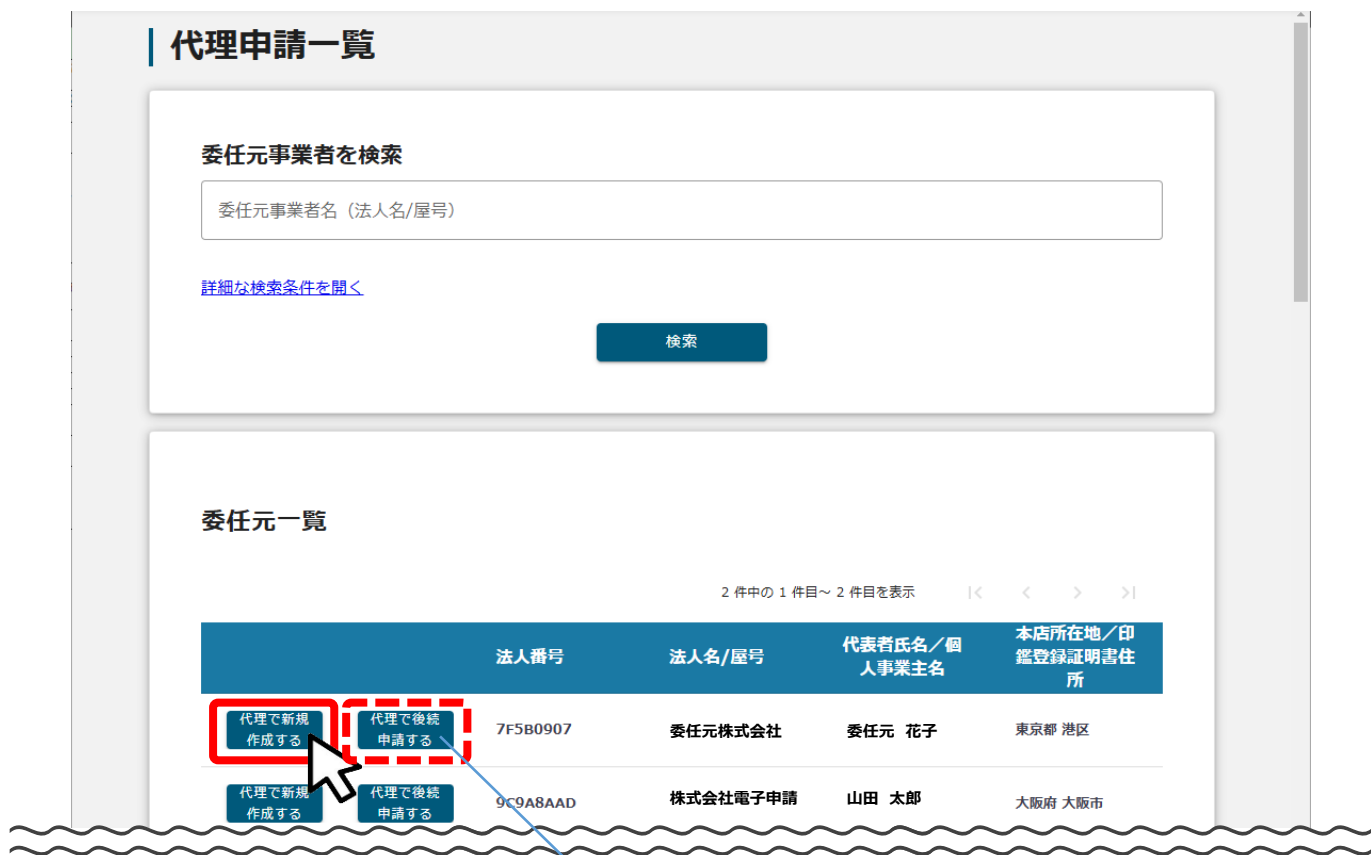 代理申請一覧
委任元事業者を検索
委任元事業者名（法人名/屋号）
詳細な検索条件を開く
検索
委任元一覧
2 件中の 1 件目～ 2 件目を表示
法人番号
法人名/屋号
代表者氏名／個
人事業主名
本店所在地／印
鑑登録証明書住
所
代理で新規
作成する
代理で後続
申請する
7F5B0907
委任元株式会社
委任元 花子
東京都 港区
代理で新規
作成する
代理で後続
申請する
9C9A8AAD
株式会社電子申請
山田 太郎
大阪府 大阪市